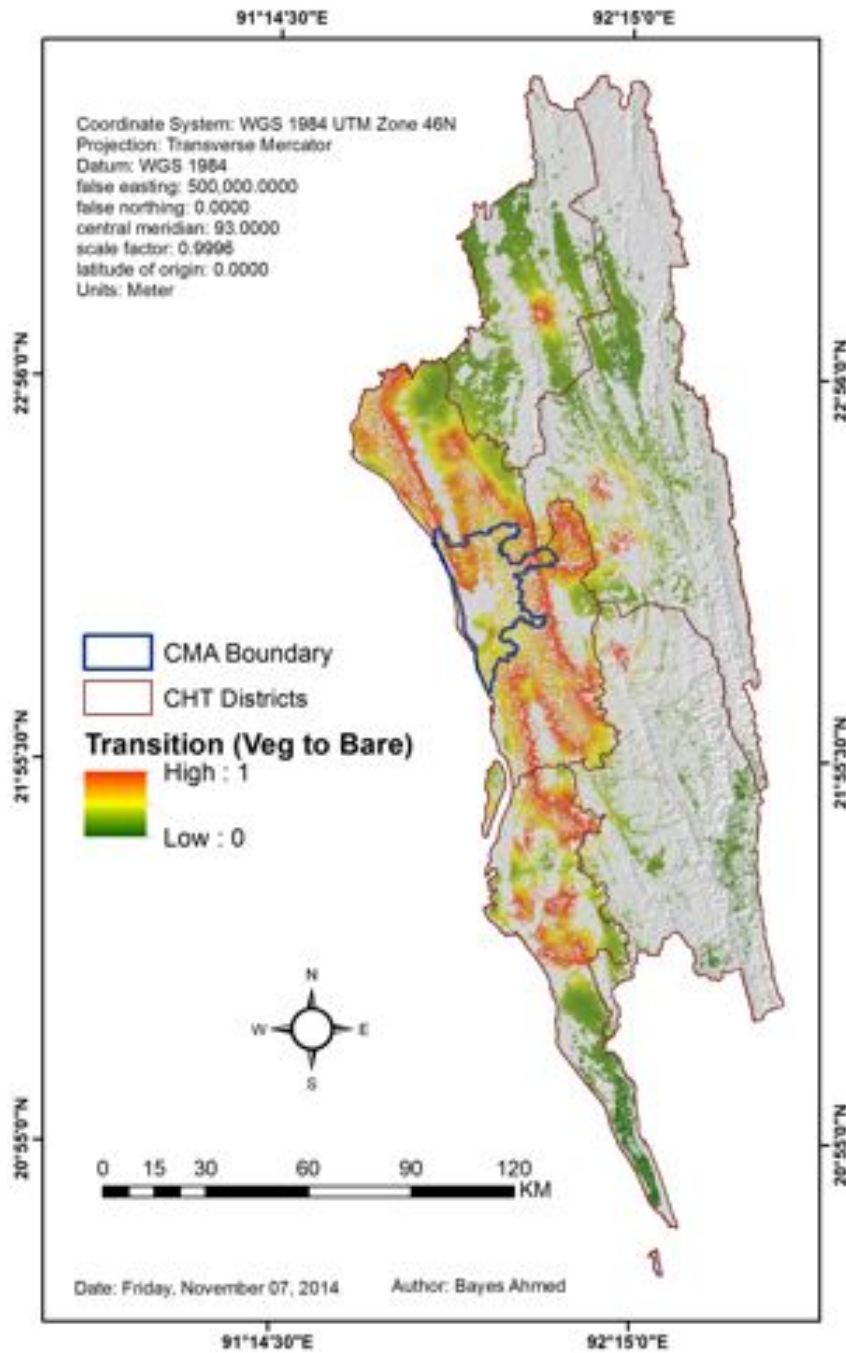 91°14'30"E
92°15'0"E
Coordinate System: WGS 1984 UTM Zone 46N
Projection: Transverse Mercator
Datum: WGS 1984
false easting: 500,000.0000
false northing: 0.0000
central meridian: 93.0000
scale factor: 0.9996
latitude of origin: 0.0000
Units: Meter
22°56'0"N
22°56'0"N
CMA Boundary
CHT Districts
Transition (Veg to Bare)
High : 1
Low : 0
21°55'30"N
21°55'30"N
N
W
E
S
20°55'0"N
20°55'0"N
0 15 30 60 90 120
KM
Date: Friday, November 07, 2014
Author: Bayes Ahmed
91°14'30"E
92°15'0"E